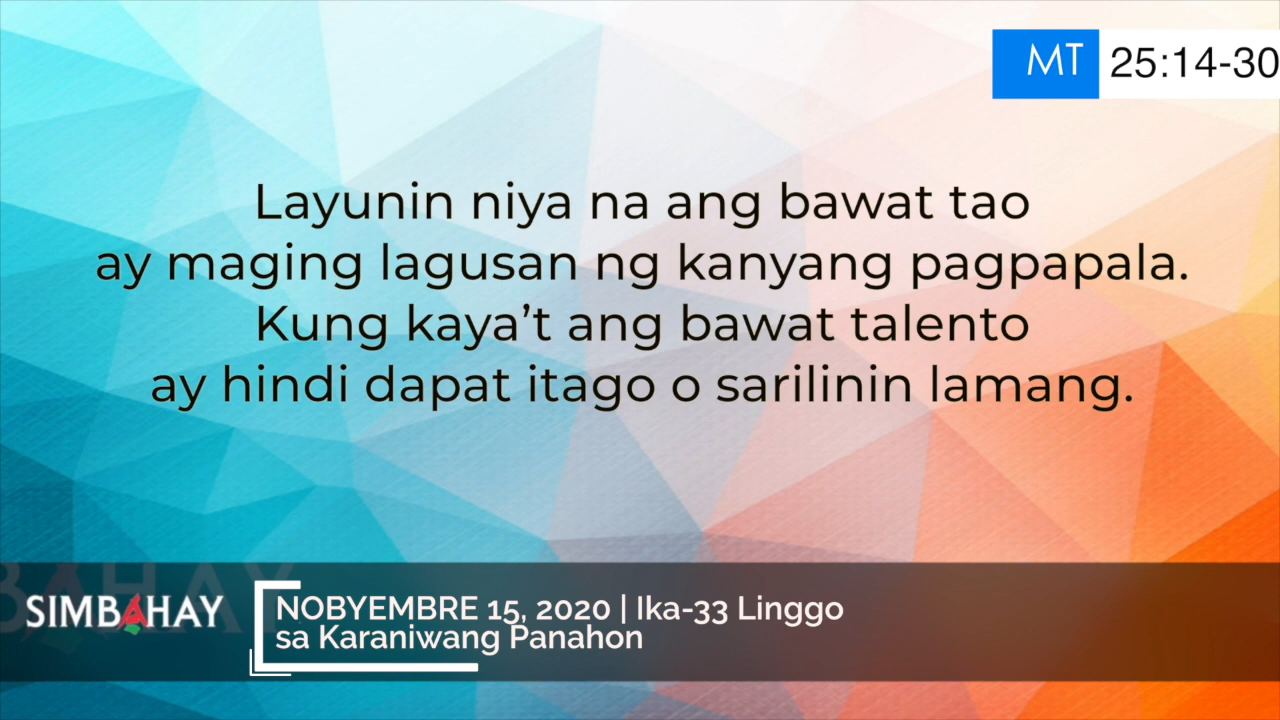 MT 25:14-30
Layunin niya na ang bawat tao
ay maging lagusan ng kanyang pagpapala.
Kung kaya’t ang bawat talento
ay hindi dapat itago o sarilinin lamang.
SIMBAHAY
NOBYEMBRE 15, 2020 | Ika-33 Linggo
sa Karaniwang Panahon